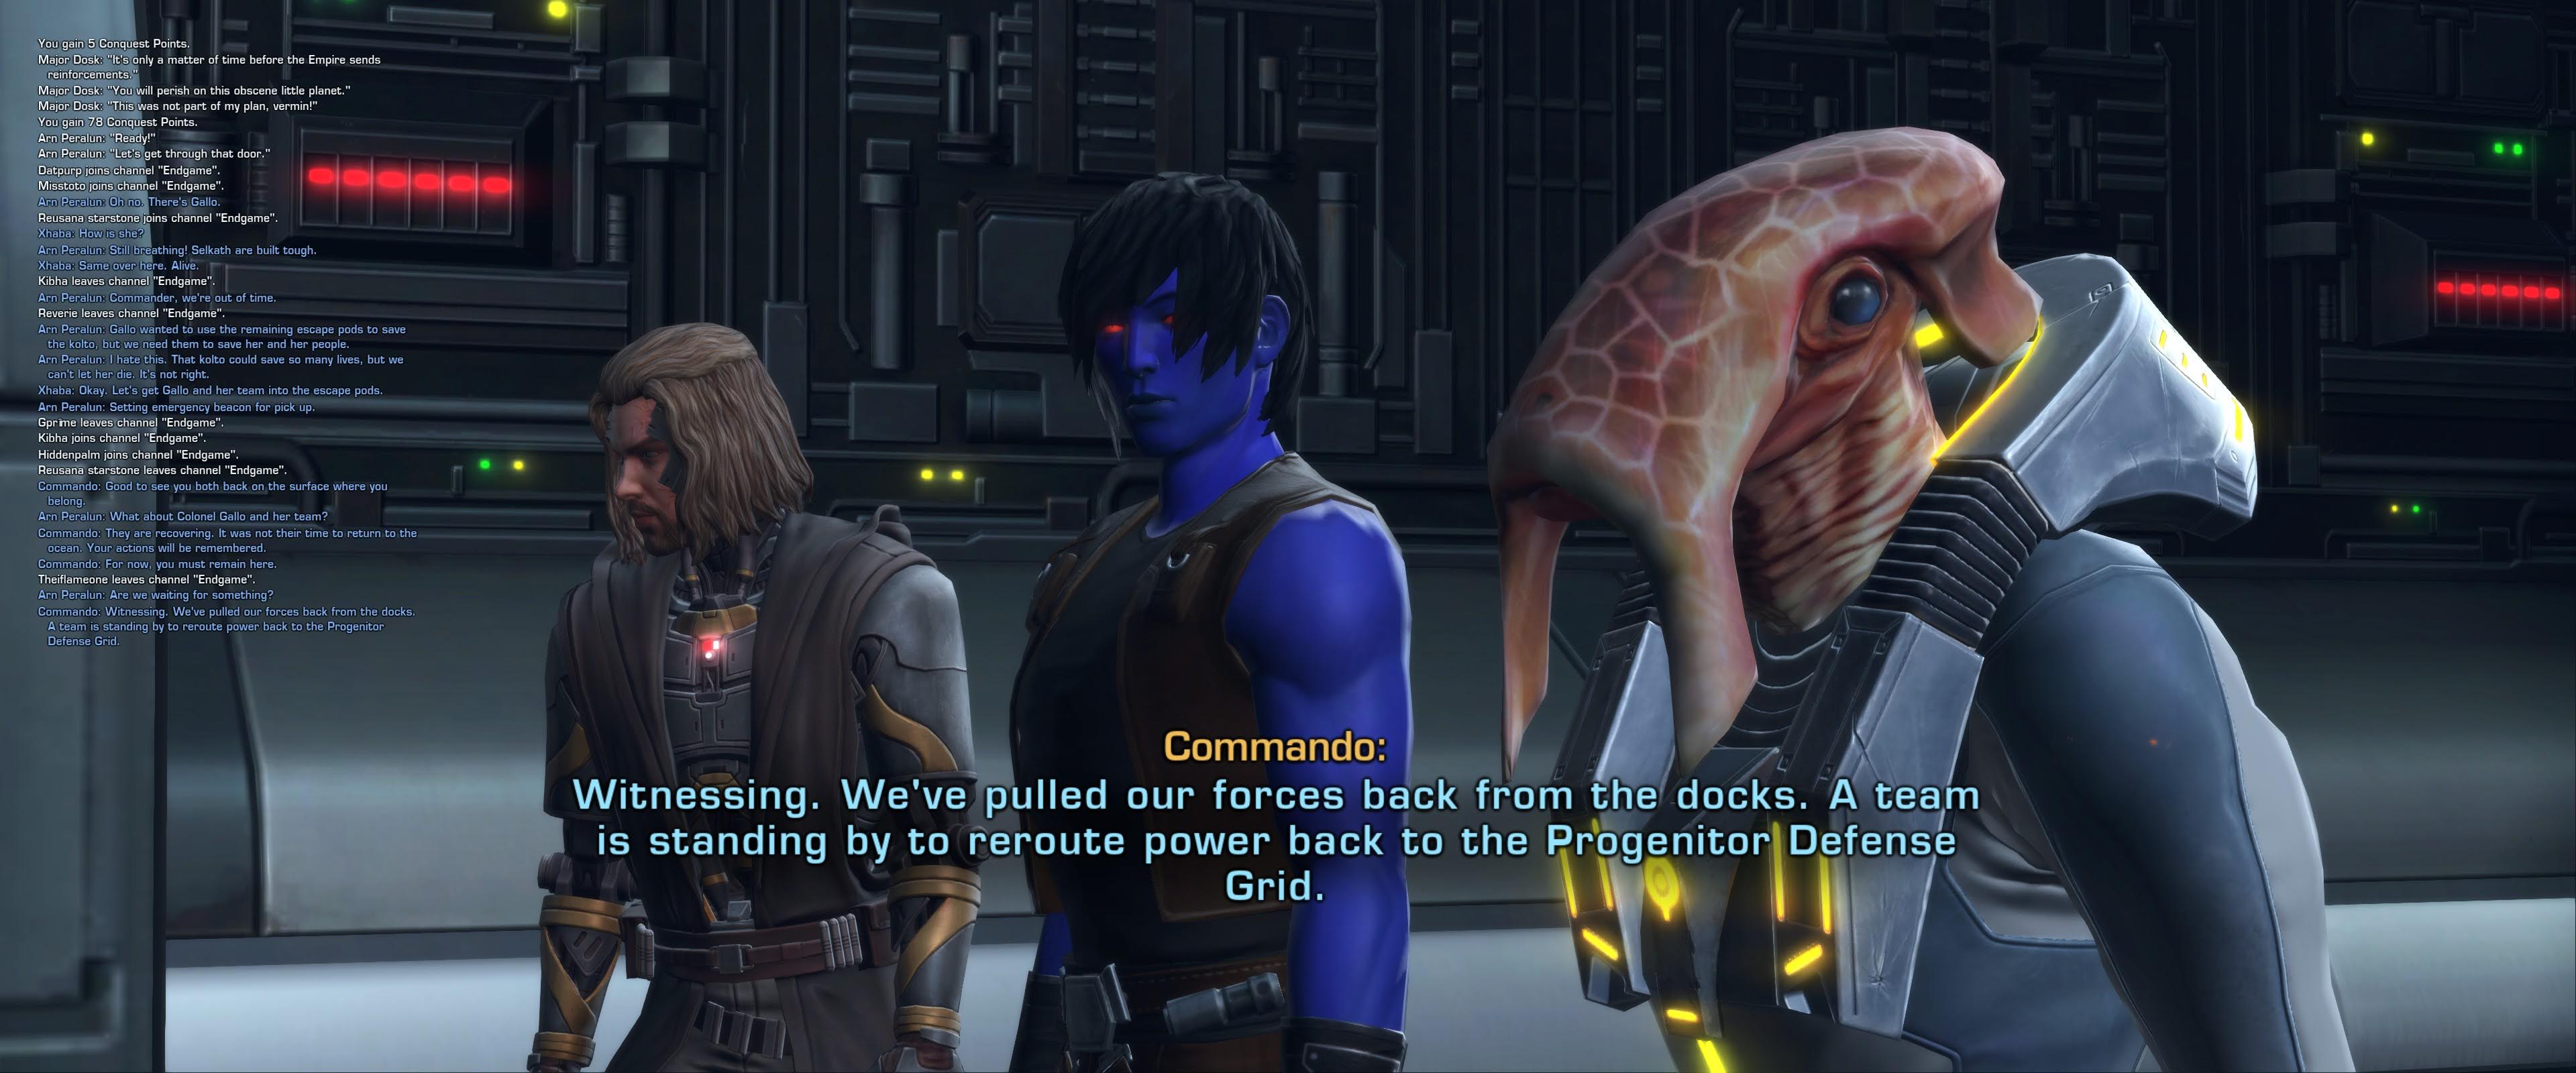 You gain 5 Conquest Points.
Major Dosk: "It's only a matter of time before the Empire sends
reinforcements."
Major Dosk: "You will perish on this obscene little planet."
Major Dosk: "This was not part of my plan, vermin!"
You gain 78 Conquest Points.
Arn Peralun: "Ready!"
Arn Peralun: "Let's get through that door."
Datpurp joins channel "Endgame".
Misstoto joins channel "Endgame".
Arn Peralun: Oh no. There's Gallo.
Reusana starstone joins channel "Endgame".
Xhaba: How is she?
Arn Peralun: Still breathing! Selkath are built tough.
Xhaba: Same over here. Alive.
Kibha leaves channel "Endgame".
Arn Peralun: Commander, we're out of time.
Reverie leaves channel "Endgame".
Arn Peralun: Gallo wanted to use the remaining escape pods to save
the kolto, but we need them to save her and her people.
Arn Peralun: I hate this. That kolto could save so many lives, but we
can't let her die. It's not right.
Xhaba: Okay. Let's get Gallo and her team into the escape pods.
Arn Peralun: Setting emergency beacon for pick up.
Gprime leaves channel "Endgame".
Kibha joins channel "Endgame".
Hiddenpalm joins channel "Endgame".
Reusana starstone leaves channel "Endgame".
Commando: Good to see you both back on the surface where you
belong.
Arn Peralun: What about Colonel Gallo and her team?
Commando: They are recovering. It was not their time to return to the
ocean. Your actions will be remembered.
Commando: For now, you must remain here.
Theiflameone leaves channel "Endgame".
Arn Peralun: Are we waiting for something?
Commando: Witnessing. We've pulled our forces back from the docks.
A team is standing by to reroute power back to the Progenitor
Defense Grid.
Commando:
Witnessing. We've pulled our forces back from the docks. A team
is standing by to reroute power back to the Progenitor Defense
Grid.